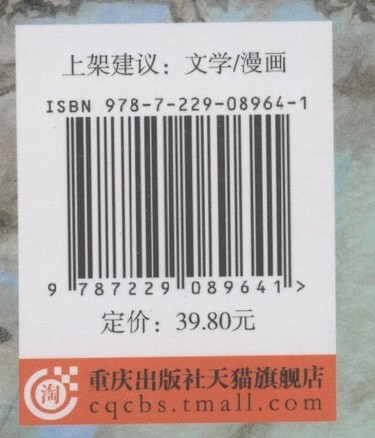 上架建议：文学/漫画
ISBN 978-7-229-08964-1
9 787229 089641 >
定价：39.80元
淘
重庆出版社天猫旗舰店
cqcbs.tmall.com